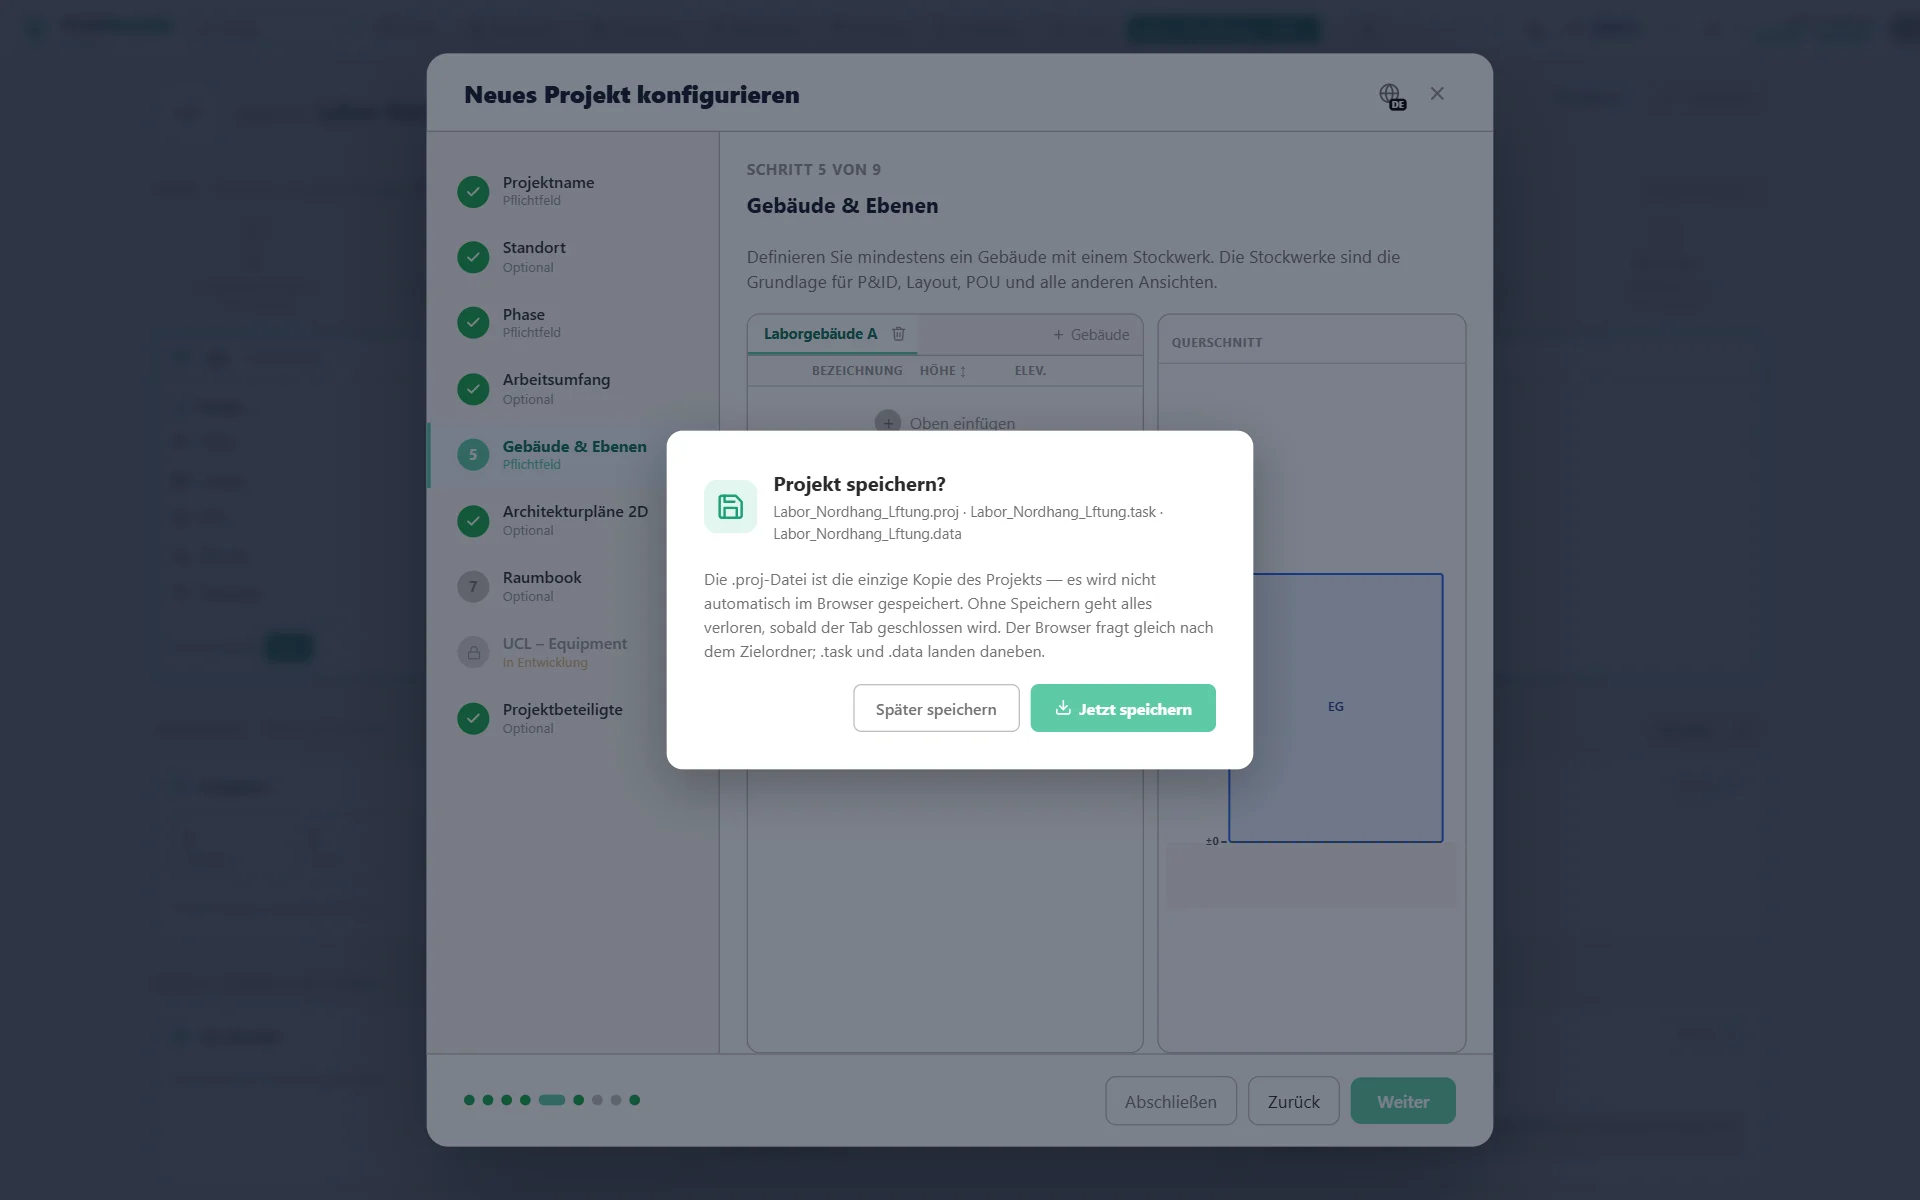 Neues Projekt konfigurieren
DE
Projektname
Pflichtfeld
Standort
Optional
Phase
Pflichtfeld
Arbeitsumfang
Optional
5
Gebäude & Ebenen
Pflichtfeld
Architekturpläne 2D
Optional
7
Raumbook
Optional
UCL – Equipment
In Entwicklung
Projektbeteiligte
Optional
SCHRITT 5 VON 9
Gebäude & Ebenen
Definieren Sie mindestens ein Gebäude mit einem Stockwerk. Die Stockwerke sind die
Grundlage für P&ID, Layout, POU und alle anderen Ansichten.
Laborgebäude A
+ Gebäude
BEZEICHNUNG HÖHE ↕ ELEV.
+ Oben einfügen
QUERSCHNITT
EG
±0
Projekt speichern?
Labor_Nordhang_Lftung.proj · Labor_Nordhang_Lftung.task ·
Labor_Nordhang_Lftung.data
Die .proj-Datei ist die einzige Kopie des Projekts — es wird nicht
automatisch im Browser gespeichert. Ohne Speichern geht alles
verloren, sobald der Tab geschlossen wird. Der Browser fragt gleich nach
dem Zielordner; .task und .data landen daneben.
Später speichern
Jetzt speichern
Abschließen
Zurück
Weiter